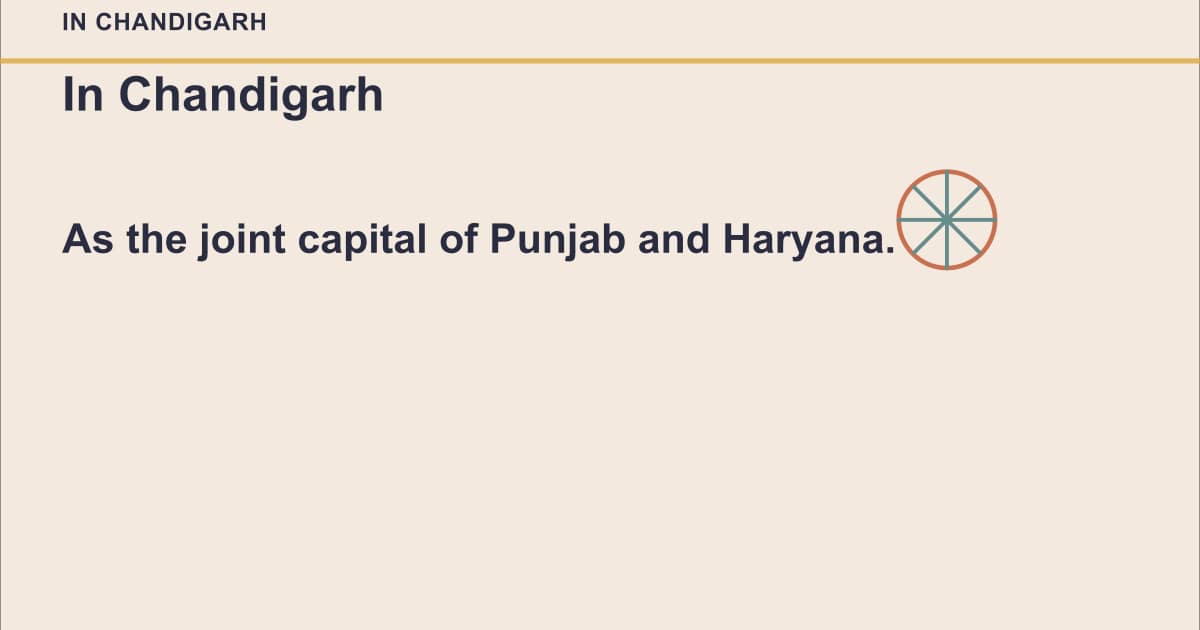 IN CHANDIGARH
In Chandigarh
As the joint capital of Punjab and Haryana.